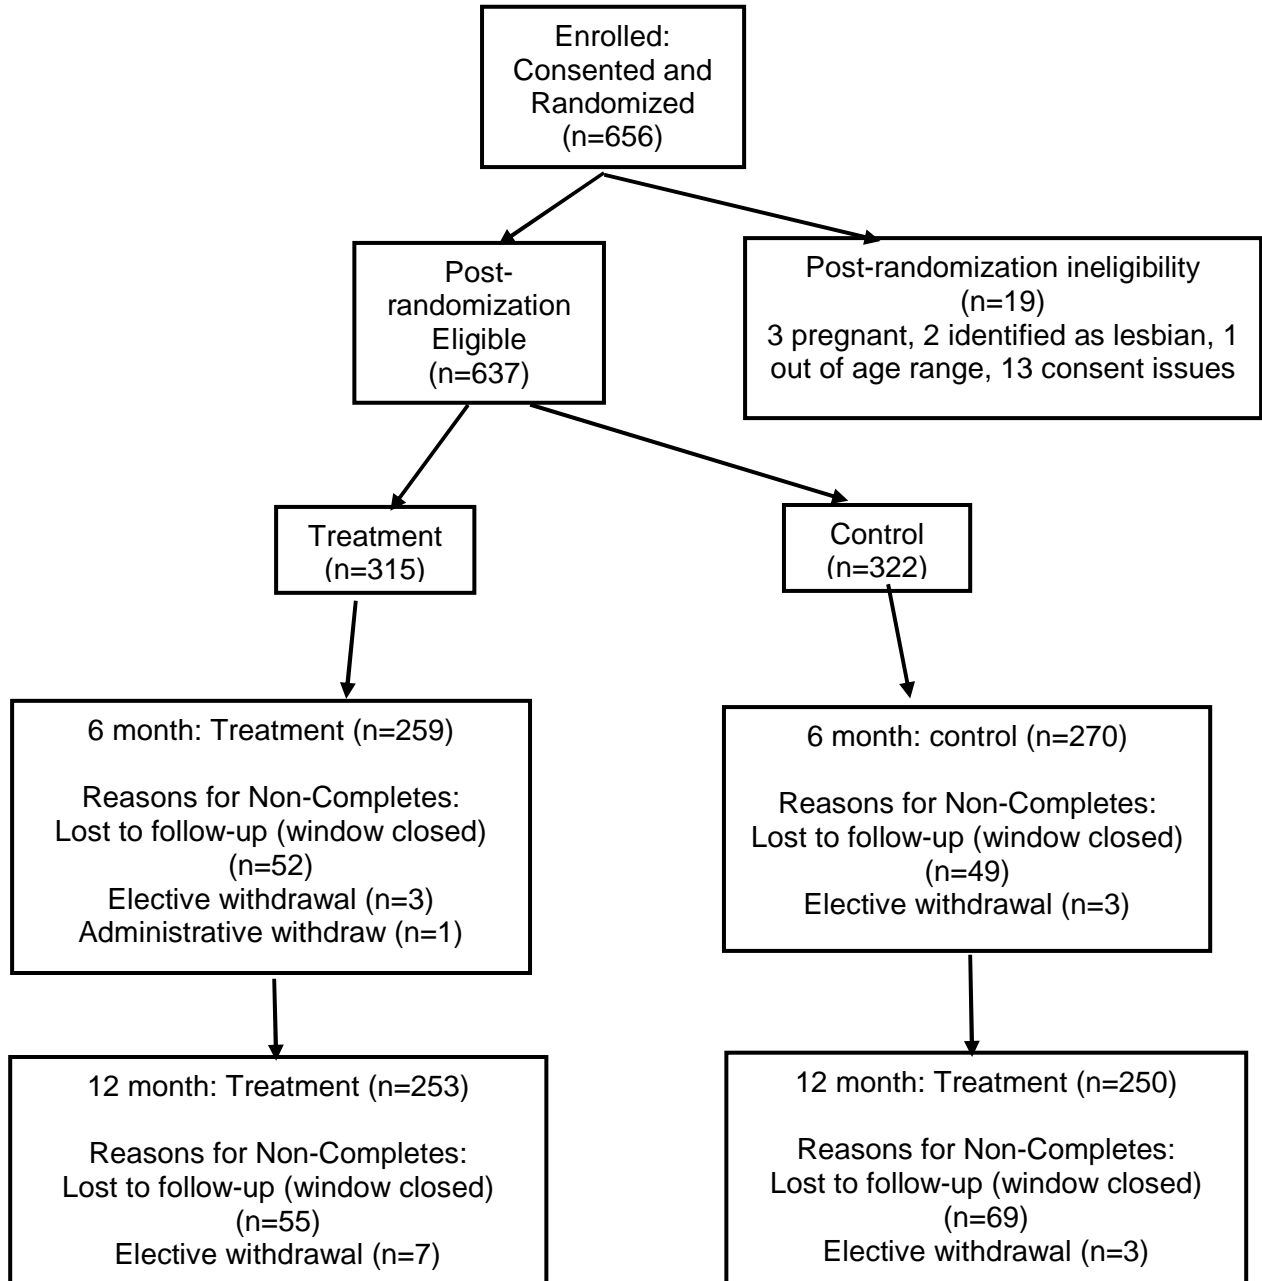 Enrolled:
Consented and
Randomized
(n=656)
Post-
randomization
Eligible
(n=637)
Post-randomization ineligibility
(n=19)
3 pregnant, 2 identified as lesbian, 1
out of age range, 13 consent issues
Treatment
(n=315)
Control
(n=322)
6 month: Treatment (n=259)
Reasons for Non-Completes:
Lost to follow-up (window closed)
(n=52)
Elective withdrawal (n=3)
Administrative withdraw (n=1)
6 month: control (n=270)
Reasons for Non-Completes:
Lost to follow-up (window closed)
(n=49)
Elective withdrawal (n=3)
12 month: Treatment (n=253)
Reasons for Non-Completes:
Lost to follow-up (window closed)
(n=55)
Elective withdrawal (n=7)
12 month: Treatment (n=250)
Reasons for Non-Completes:
Lost to follow-up (window closed)
(n=69)
Elective withdrawal (n=3)